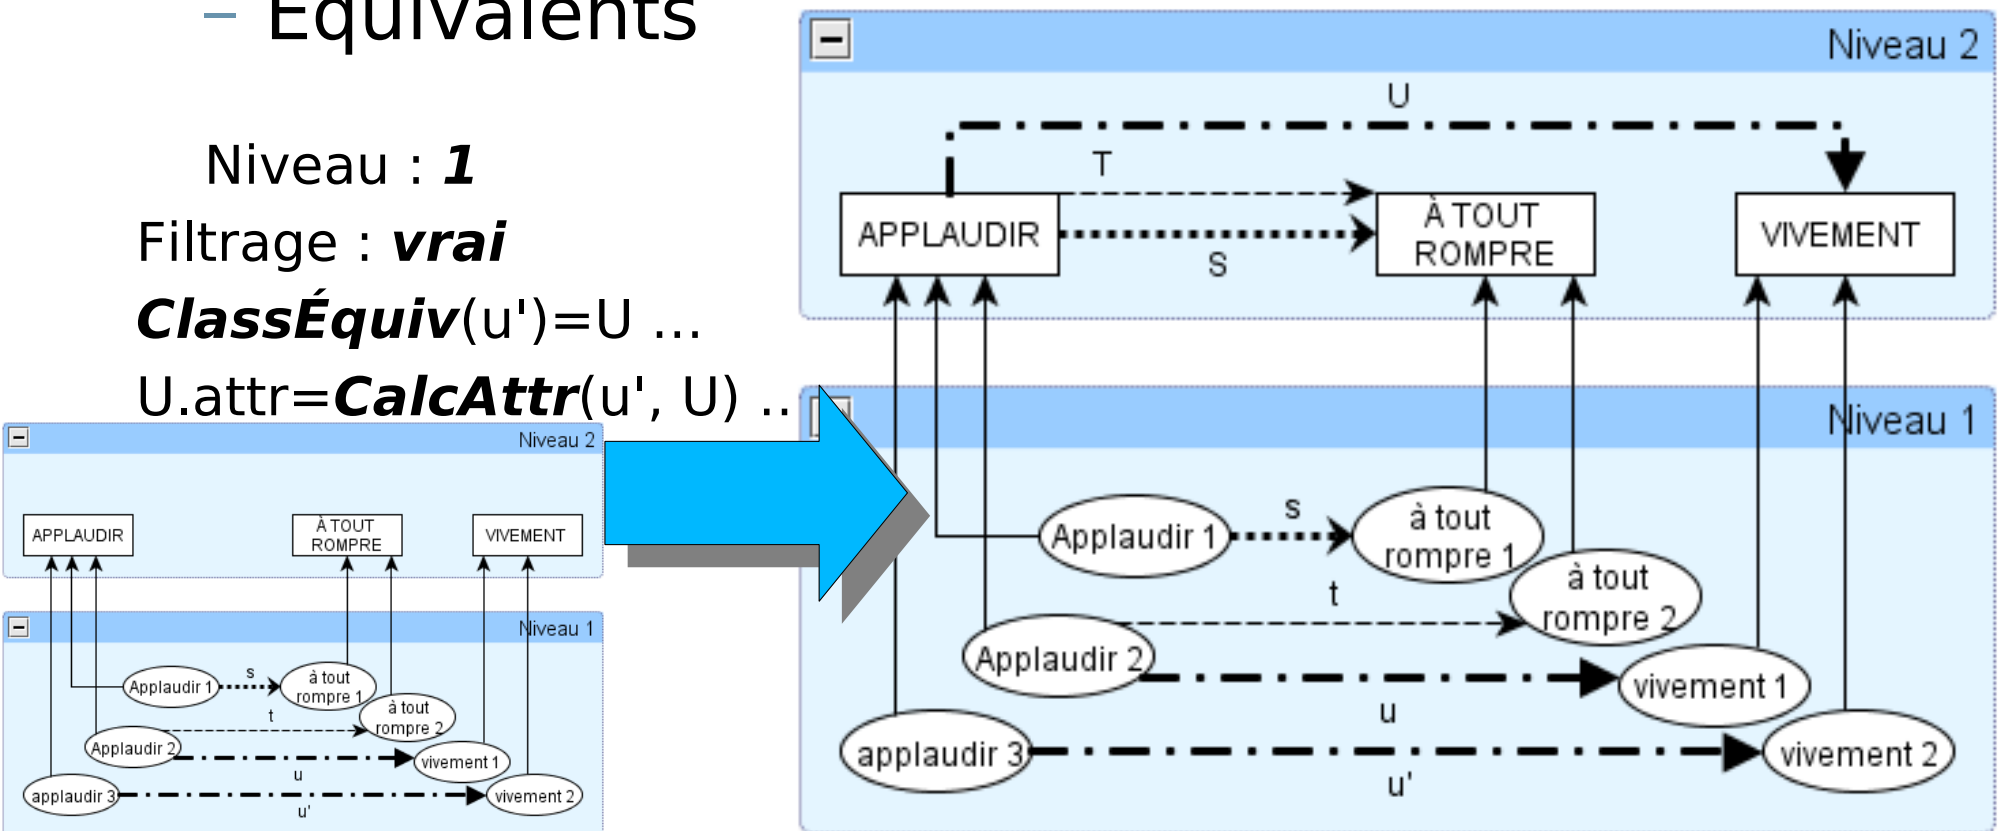 – Équivalents
Niveau : 1
Filtrage : vrai
ClassÉquiv(u')=U ...
U.attr=CalcAttr(u', U) ..
Niveau 2
APPLAUDIR
À TOUT
ROMPRE
VIVEMENT
Niveau 1
Applaudir 1
s
à tout
rompre 1
t
à tout
rompre 2
Applaudir 2
u
vivement 1
applaudir 3
u'
vivement 2
Niveau 2
U
T
APPLAUDIR
À TOUT
ROMPRE
VIVEMENT
S
Niveau 1
Applaudir 1
s
à tout
rompre 1
t
à tout
rompre 2
Applaudir 2
u
vivement 1
applaudir 3
u'
vivement 2